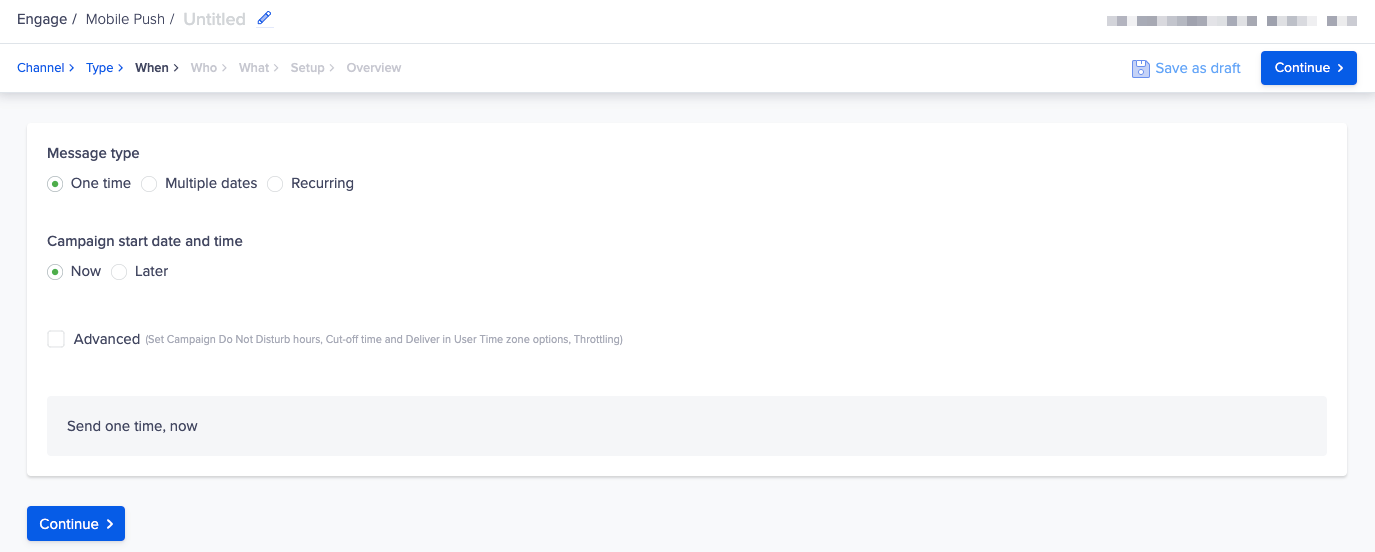 Engage / Mobile Push / Untitled
Channel > Type > When > Who > What > Setup > Overview
Save as draft
Continue >
Message type
One time Multiple dates Recurring
Campaign start date and time
Now Later
Advanced (Set Campaign Do Not Disturb hours, Cut-off time and Deliver in User Time zone options, Throttling)
Send one time, now
Continue >